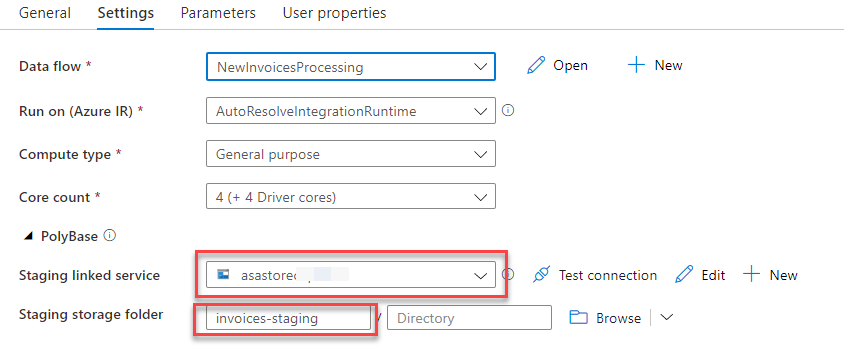 General Settings Parameters User properties
Data flow * NewInvoicesProcessing Open New
Run on (Azure IR) * AutoResolveIntegrationRuntime
Compute type * General purpose
Core count * 4 (+ 4 Driver cores)
PolyBase
Staging linked service Test connection Edit New
Staging storage folder invoices-staging / Directory Browse